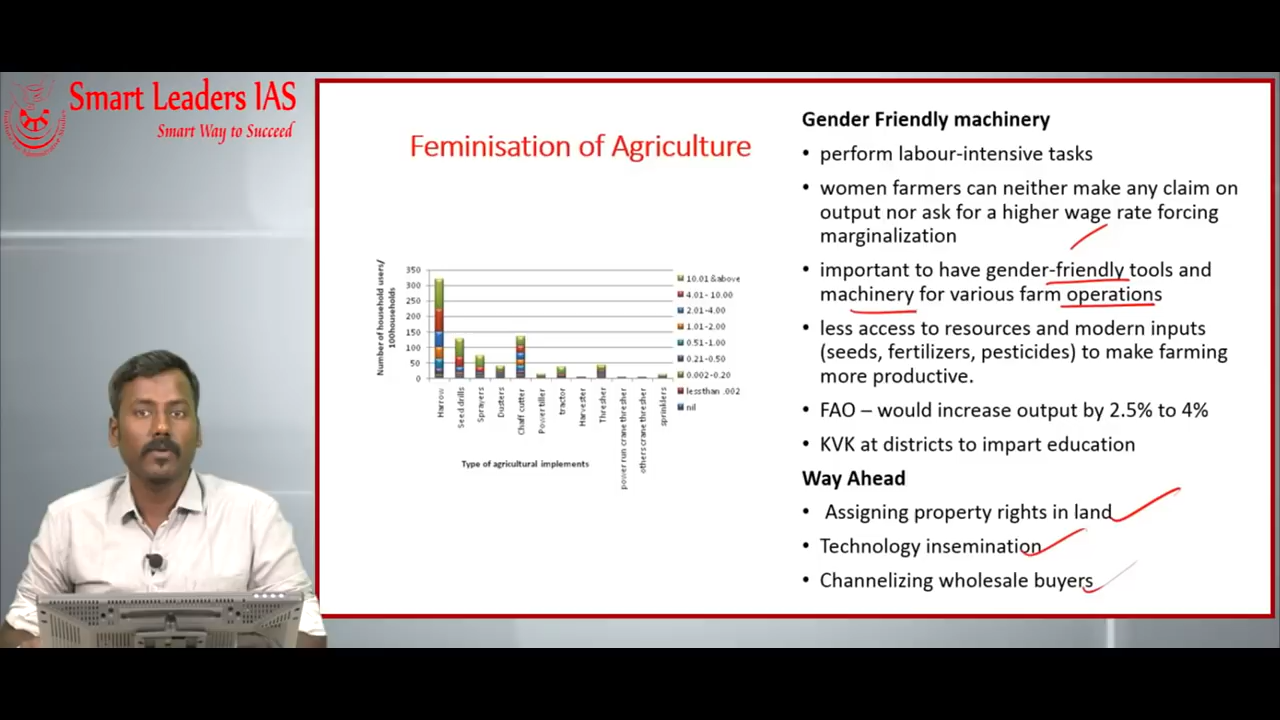 Smart Leaders IAS
Smart Way to Succeed
Feminisation of Agriculture
Number of household users/
100households
350
300
250
200
150
100
50
0
Harrow
Seed drills
Sprayers
Dusters
Chaff cutter
Power tiller
tractor
Harvester
Thresher
power run crane thresher
others crane thresher
sprinklers
Type of agricultural implements
10.01 &above
4.01- 10.00
2.01-4.00
1.01-2.00
0.51-1.00
0.21-0.50
0.002-0.20
lessthan .002
nil
Gender Friendly machinery
• perform labour-intensive tasks
• women farmers can neither make any claim on
output nor ask for a higher wage rate forcing
marginalization
• important to have gender-friendly tools and
machinery for various farm operations
• less access to resources and modern inputs
(seeds, fertilizers, pesticides) to make farming
more productive.
• FAO – would increase output by 2.5% to 4%
• KVK at districts to impart education
Way Ahead
• Assigning property rights in land
• Technology insemination
• Channelizing wholesale buyers